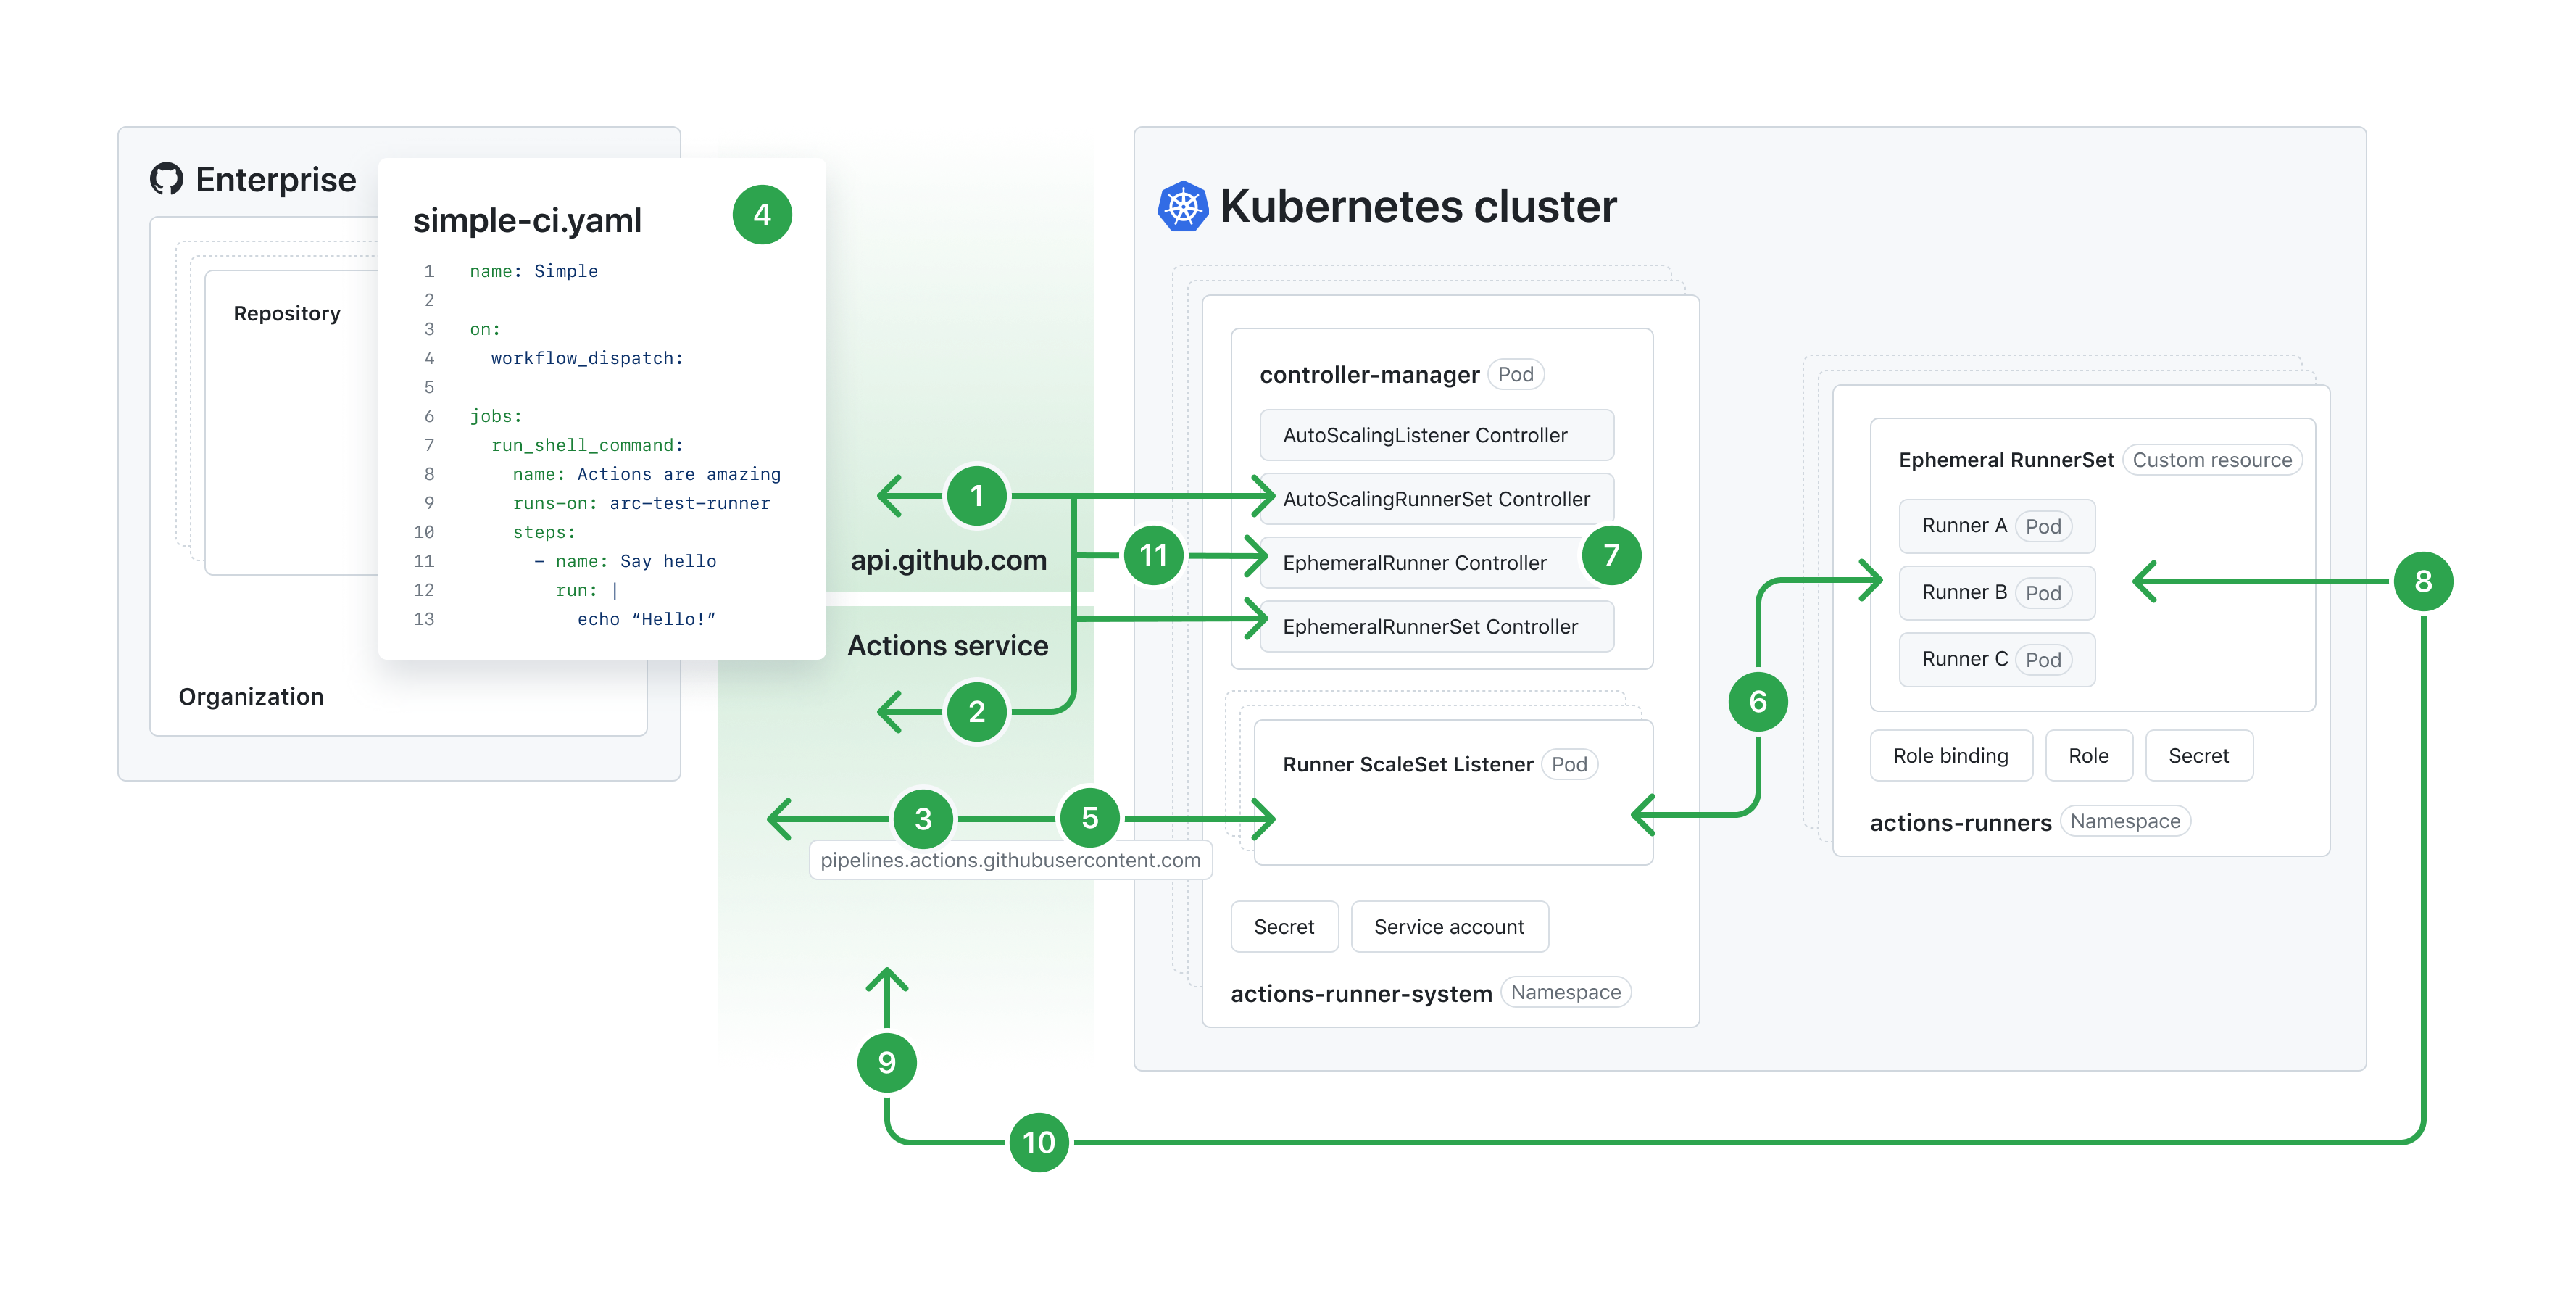 Enterprise
Repository
Organization
simple-ci.yaml
4
1 name: Simple
2
3 on:
4 workflow_dispatch:
5
6 jobs:
7 run_shell_command:
8 name: Actions are amazing
9 runs-on: arc-test-runner
10 steps:
11 - name: Say hello
12 run: |
13 echo “Hello!”
1
api.github.com
11
Actions service
2
3
5
pipelines.actions.githubusercontent.com
9
10
Kubernetes cluster
controller-manager Pod
AutoScalingListener Controller
AutoScalingRunnerSet Controller
EphemeralRunner Controller
7
EphemeralRunnerSet Controller
Runner ScaleSet Listener Pod
Secret Service account
actions-runner-system Namespace
6
Ephemeral RunnerSet Custom resource
Runner A Pod
Runner B Pod
Runner C Pod
8
Role binding Role Secret
actions-runners Namespace